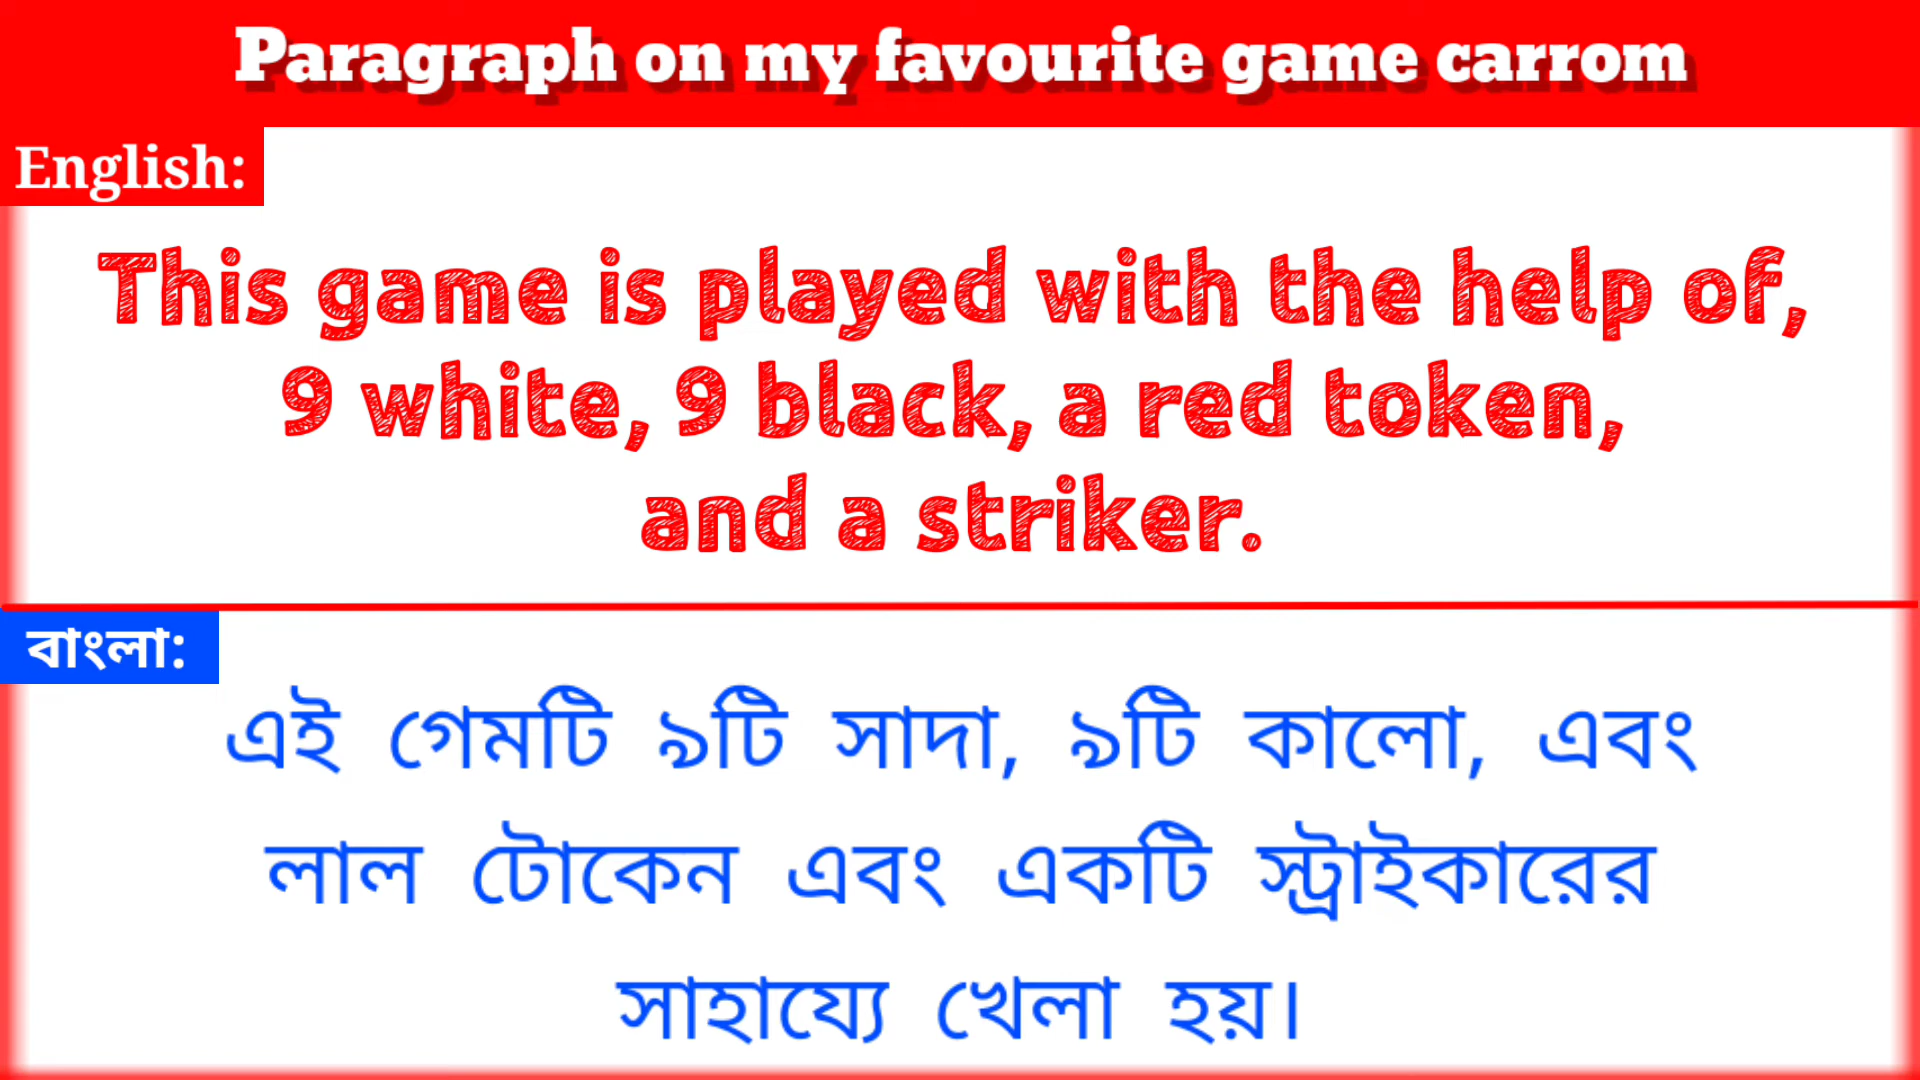 Paragraph on my favourite game carrom
English:
This game is played with the help of,
9 white, 9 black, a red token,
and a striker.
বাংলা:
এই গেমটি ৯টি সাদা, ৯টি কালো, এবং
লাল টোকেন এবং একটি স্ট্রাইকারের
সাহায্যে খেলা হয়।